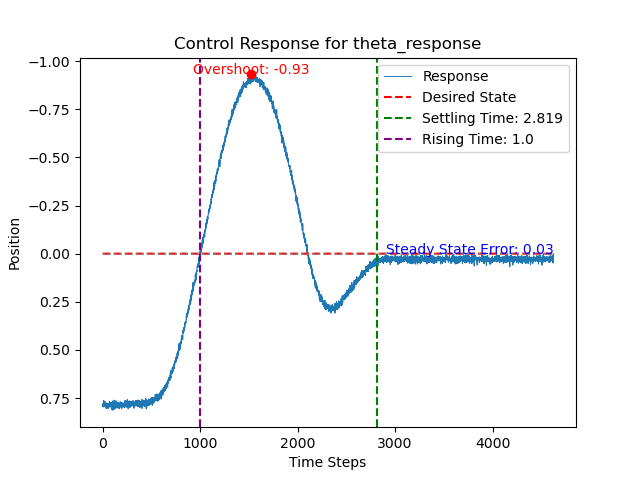 Control Response for theta_response
−1.00
−0.75
−0.50
−0.25
0.00
0.25
0.50
0.75
Position
Overshoot: -0.93
Response
Desired State
Settling Time: 2.819
Rising Time: 1.0
Steady State Error: 0.03
0
1000
2000
3000
4000
Time Steps